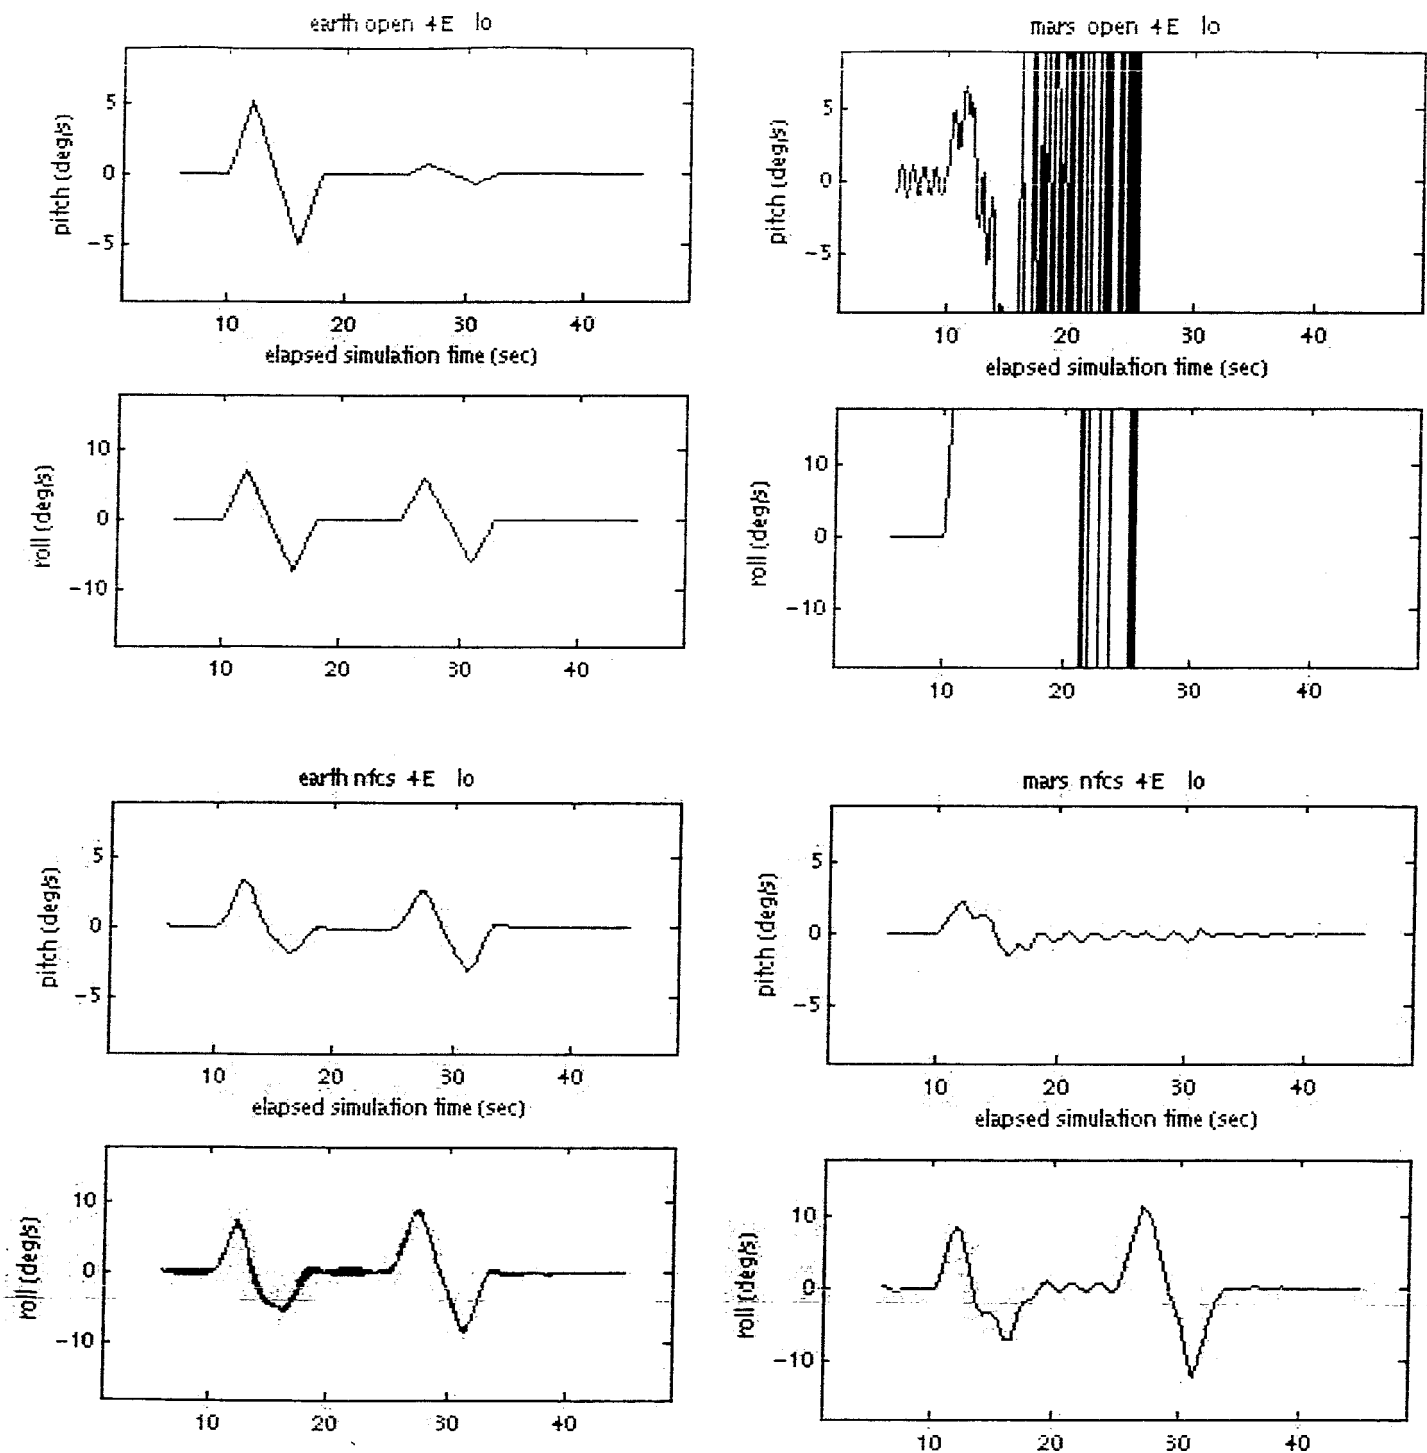 earth open 4E lo
pitch (deg/s)
5
0
-5
10 20 30 40
elapsed simulation time (sec)
roll (deg/s)
10
0
-10
10 20 30 40
mars open 4E lo
pitch (deg/s)
5
0
-5
10 20 30 40
elapsed simulation time (sec)
roll (deg/s)
10
0
-10
10 20 30 40
earth nfcs 4E lo
pitch (deg/s)
5
0
-5
10 20 30 40
elapsed simulation time (sec)
roll (deg/s)
10
0
-10
10 20 30 40
mars nfcs 4E lo
pitch (deg/s)
5
0
-5
10 20 30 40
elapsed simulation time (sec)
roll (deg/s)
10
0
-10
10 20 30 40